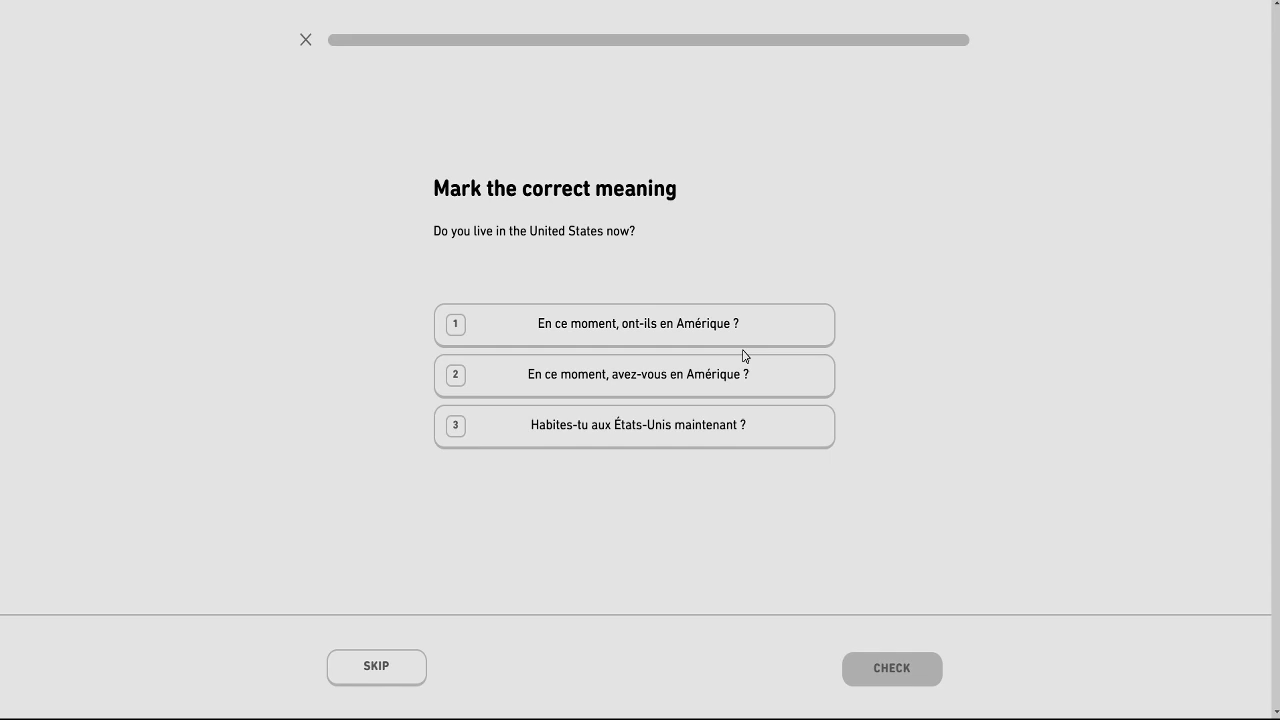 Mark the correct meaning
Do you live in the United States now?
1 En ce moment, ont-ils en Amérique ?
2 En ce moment, avez-vous en Amérique ?
3 Habites-tu aux États-Unis maintenant ?
SKIP
CHECK